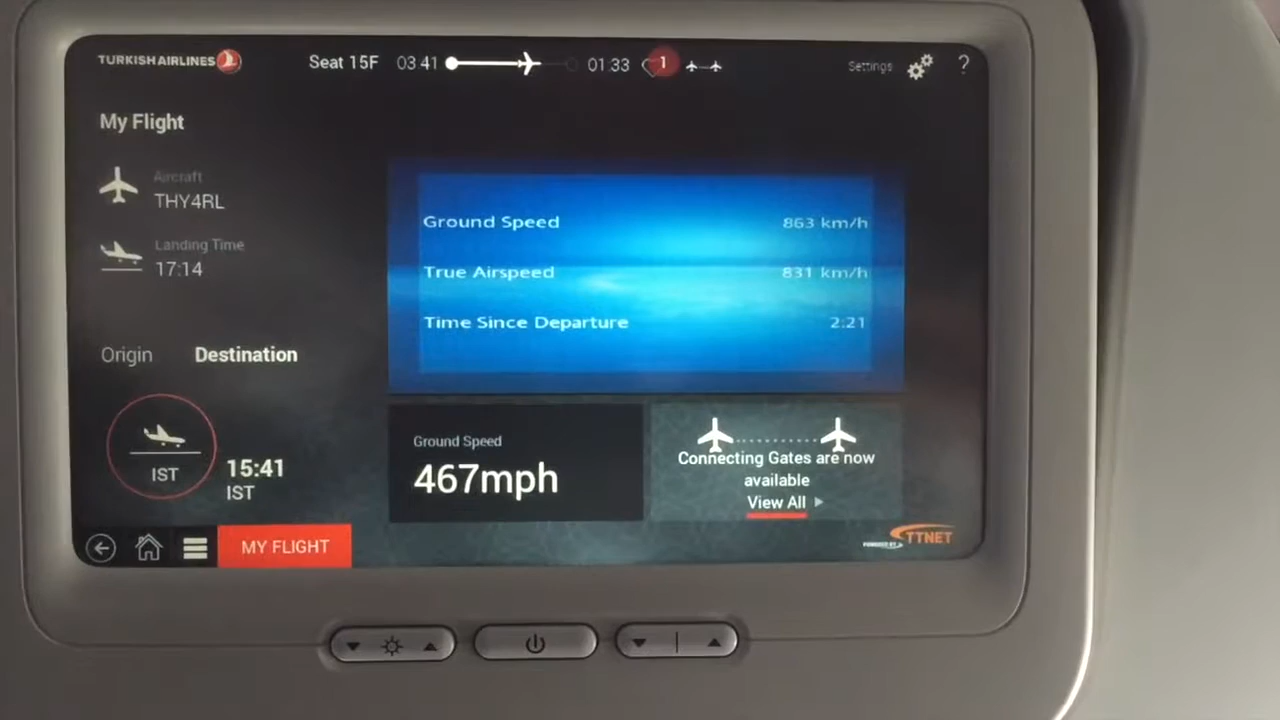 TURKISH AIRLINES
Seat 15F 03:41 01:33 1
Settings ?
My Flight
Aircraft
THY4RL
Landing Time
17:14
Origin Destination
IST
15:41
IST
Ground Speed 863 km/h
True Airspeed 831 km/h
Time Since Departure 2:21
Ground Speed
467mph
Connecting Gates are now
available
View All
MY FLIGHT
POWERED BY TTNET